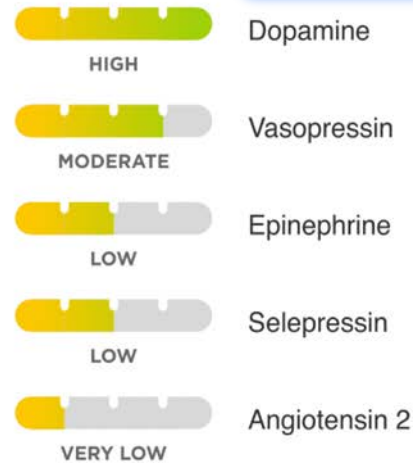 Dopamine
HIGH
Vasopressin
MODERATE
Epinephrine
LOW
Selepressin
LOW
Angiotensin 2
VERY LOW